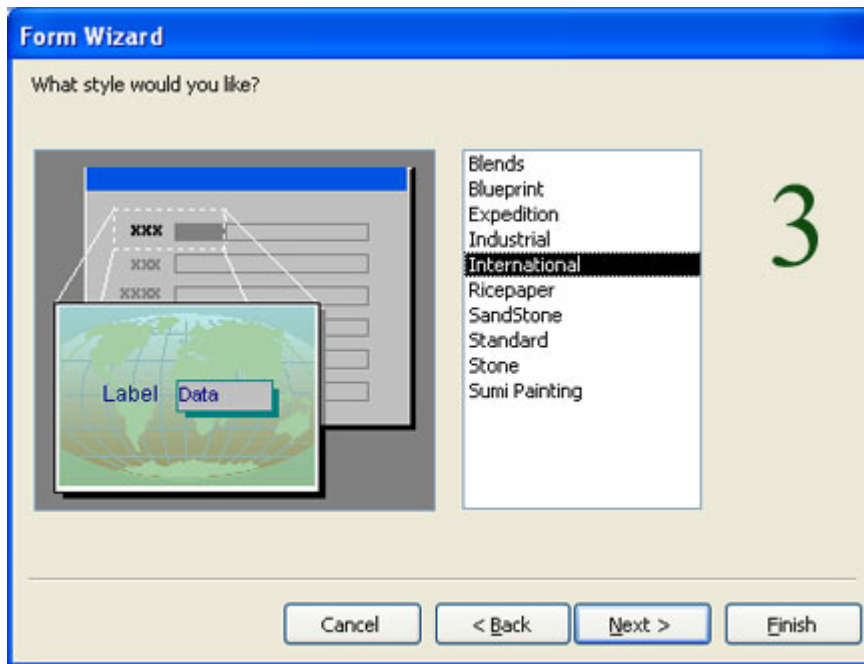 Form Wizard
What style would you like?
xxx
xxx
xxxx
Label Data
Blends
Blueprint
Expedition
Industrial
International
Ricepaper
SandStone
Standard
Stone
Sumi Painting
3
Cancel
< Back
Next >
Finish